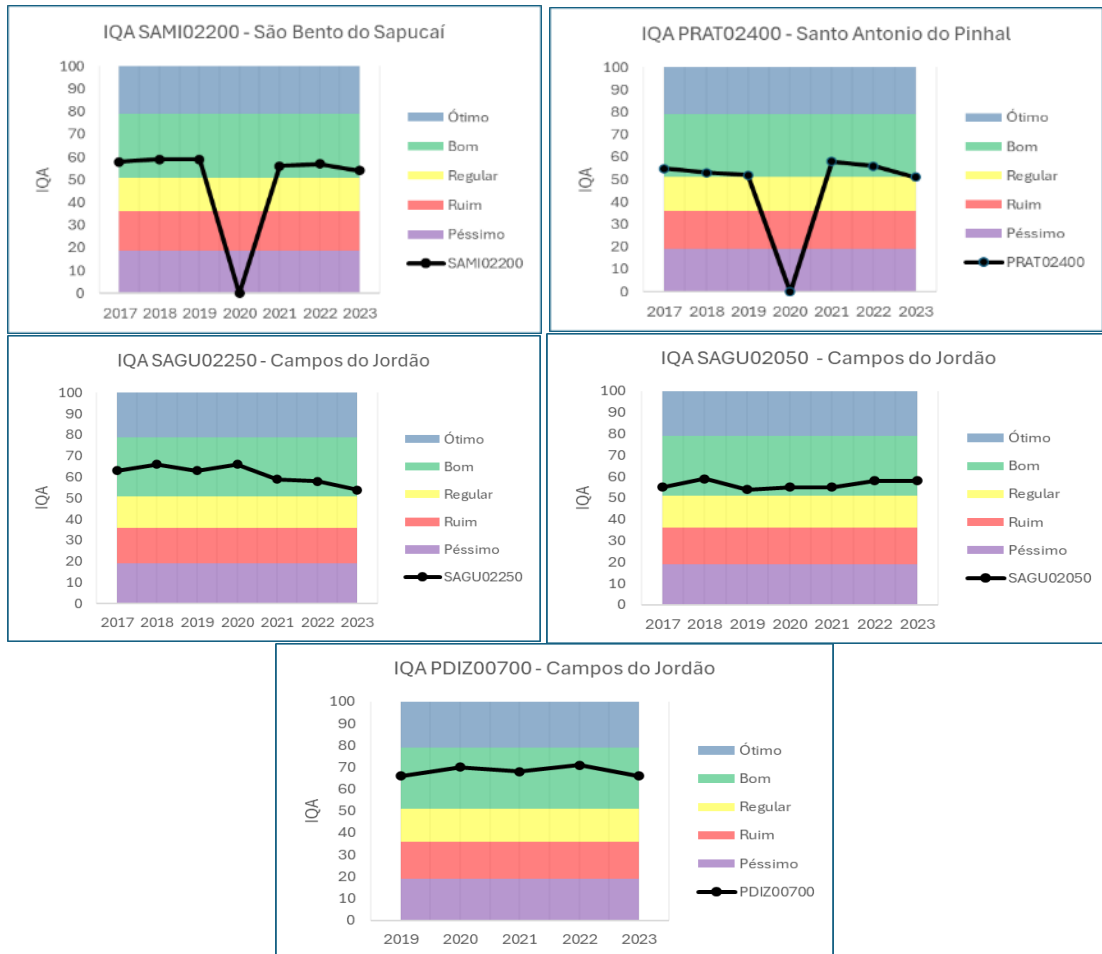 IQA SAMI02200 - São Bento do Sapucaí
100
90
80
70
60
50
40
30
20
10
0
IQA
2017 2018 2019 2020 2021 2022 2023
Ótimo
Bom
Regular
Ruim
Péssimo
SAMI02200
IQA PRAT02400 - Santo Antonio do Pinhal
100
90
80
70
60
50
40
30
20
10
0
IQA
2017 2018 2019 2020 2021 2022 2023
Ótimo
Bom
Regular
Ruim
Péssimo
PRAT02400
IQA SAGU02250 - Campos do Jordão
100
90
80
70
60
50
40
30
20
10
0
IQA
2017 2018 2019 2020 2021 2022 2023
Ótimo
Bom
Regular
Ruim
Péssimo
SAGU02250
IQA SAGU02050 - Campos do Jordão
100
90
80
70
60
50
40
30
20
10
0
IQA
2017 2018 2019 2020 2021 2022 2023
Ótimo
Bom
Regular
Ruim
Péssimo
SAGU02050
IQA PDIZ00700 - Campos do Jordão
100
90
80
70
60
50
40
30
20
10
0
IQA
2019 2020 2021 2022 2023
Ótimo
Bom
Regular
Ruim
Péssimo
PDIZ00700